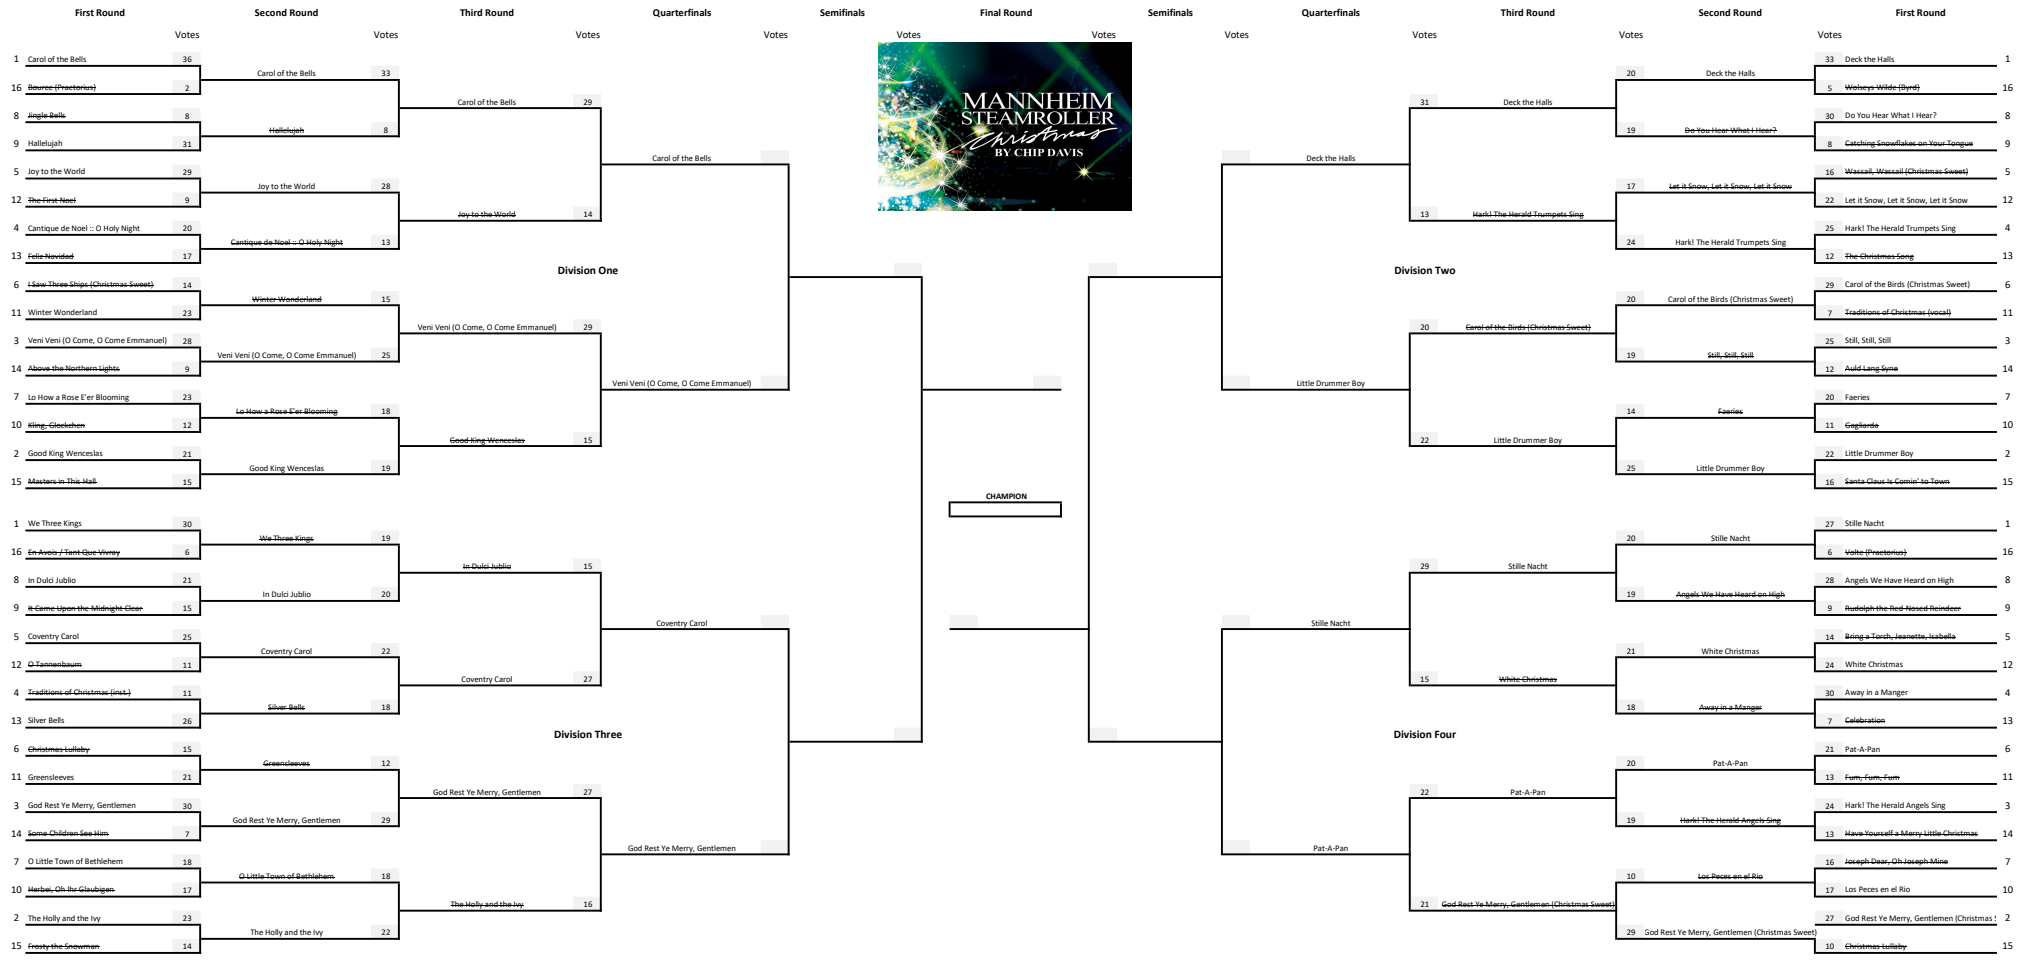 First Round Second Round Third Round Quarterfinals Semifinals Final Round Semifinals Quarterfinals Third Round Second Round First Round
Votes Votes Votes Votes Votes Votes Votes Votes Votes Votes
MANNHEIM
STEAMROLLER
Christmas
BY CHIP DAVIS
1 Carol of the Bells 36
16 Bouree (Praetorius) 2
8 Jingle Bells 8
9 Hallelujah 31
5 Joy to the World 29
12 The First Noel 9
4 Cantique de Noel :: O Holy Night 20
13 Feliz Navidad 17
6 I Saw Three Ships (Christmas Sweet) 14
11 Winter Wonderland 23
3 Veni Veni (O Come, O Come Emmanuel) 28
14 Above the Northern Lights 9
7 Lo How a Rose E'er Blooming 23
10 Kling, Gloeckchen 12
2 Good King Wenceslas 21
15 Masters in This Hall 15
Carol of the Bells 33
Hallelujah 8
Joy to the World 28
Cantique de Noel :: O Holy Night 13
Winter Wonderland 15
Veni Veni (O Come, O Come Emmanuel) 25
Lo How a Rose E'er Blooming 18
Good King Wenceslas 19
Carol of the Bells 29
Joy to the World 14
Division One
Veni Veni (O Come, O Come Emmanuel) 29
Good King Wenceslas 15
Carol of the Bells
Veni Veni (O Come, O Come Emmanuel)
1 We Three Kings 30
16 En Avois / Tant Que Vivray 6
8 In Dulci Jublio 21
9 It Came Upon the Midnight Clear 15
5 Coventry Carol 25
12 O Tannenbaum 11
4 Traditions of Christmas (inst.) 11
13 Silver Bells 26
6 Christmas Lullaby 15
11 Greensleeves 21
3 God Rest Ye Merry, Gentlemen 30
14 Some Children See Him 7
7 O Little Town of Bethlehem 18
10 Herbei, Oh Ihr Glaubigen 17
2 The Holly and the Ivy 23
15 Frosty the Snowman 14
We Three Kings 19
In Dulci Jublio 20
Coventry Carol 22
Silver Bells 18
Greensleeves 12
God Rest Ye Merry, Gentlemen 29
O Little Town of Bethlehem 18
The Holly and the Ivy 22
In Dulci Jublio 15
Coventry Carol 27
Division Three
God Rest Ye Merry, Gentlemen 27
The Holly and the Ivy 16
Coventry Carol
God Rest Ye Merry, Gentlemen
CHAMPION
Deck the Halls
Little Drummer Boy
31 Deck the Halls
13 Hark! The Herald Trumpets Sing
Division Two
20 Carol of the Birds (Christmas Sweet)
22 Little Drummer Boy
20 Deck the Halls
19 Do You Hear What I Hear?
17 Let it Snow, Let it Snow, Let it Snow
24 Hark! The Herald Trumpets Sing
20 Carol of the Birds (Christmas Sweet)
19 Still, Still, Still
14 Faeries
25 Little Drummer Boy
33 Deck the Halls 1
5 Wolseys Wilde (Byrd) 16
30 Do You Hear What I Hear? 8
8 Catching Snowflakes on Your Tongue 9
16 Wassail, Wassail (Christmas Sweet) 5
22 Let it Snow, Let it Snow, Let it Snow 12
25 Hark! The Herald Trumpets Sing 4
12 The Christmas Song 13
29 Carol of the Birds (Christmas Sweet) 6
7 Traditions of Christmas (vocal) 11
25 Still, Still, Still 3
12 Auld Lang Syne 14
20 Faeries 7
11 Gagliarda 10
22 Little Drummer Boy 2
16 Santa Claus Is Comin' to Town 15
Stille Nacht
Pat-A-Pan
29 Stille Nacht
15 White Christmas
Division Four
22 Pat-A-Pan
21 God Rest Ye Merry, Gentlemen (Christmas Sweet)
20 Stille Nacht
19 Angels We Have Heard on High
21 White Christmas
18 Away in a Manger
20 Pat-A-Pan
19 Hark! The Herald Angels Sing
10 Los Peces en el Rio
29 God Rest Ye Merry, Gentlemen (Christmas Sweet)
27 Stille Nacht 1
6 Volte (Praetorius) 16
28 Angels We Have Heard on High 8
9 Rudolph the Red-Nosed Reindeer 9
14 Bring a Torch, Jeanette, Isabella 5
24 White Christmas 12
30 Away in a Manger 4
7 Celebration 13
21 Pat-A-Pan 6
13 Fum, Fum, Fum 11
24 Hark! The Herald Angels Sing 3
13 Have Yourself a Merry Little Christmas 14
16 Joseph Dear, Oh Joseph Mine 7
17 Los Peces en el Rio 10
27 God Rest Ye Merry, Gentlemen (Christmas 2
10 Christmas Lullaby 15